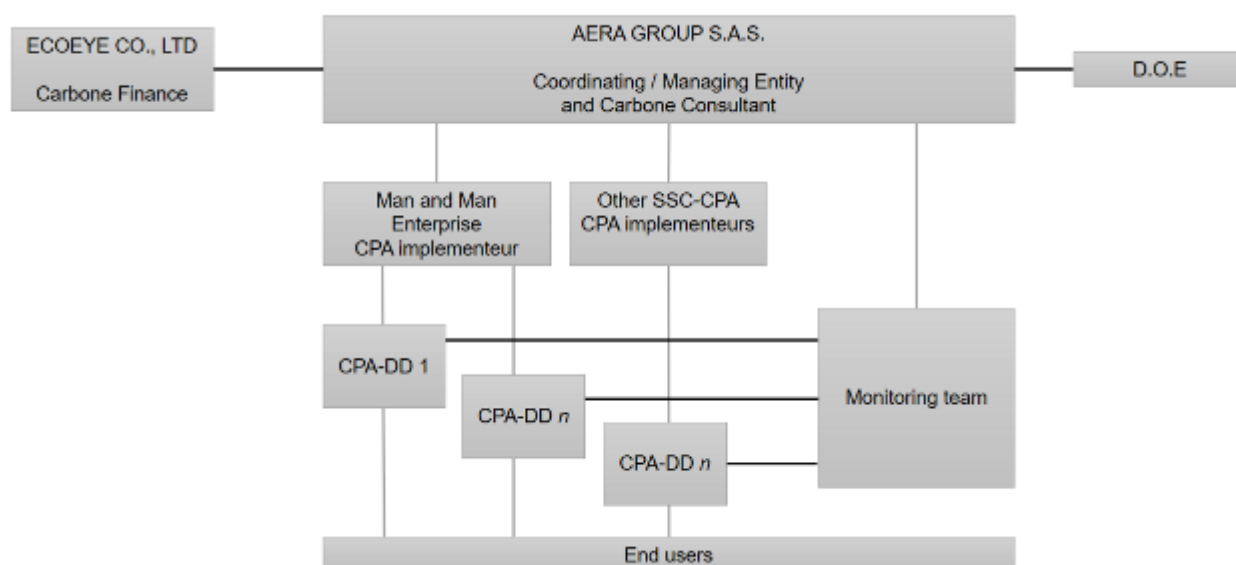 ECOEYE CO., LTD
Carbone Finance
AERA GROUP S.A.S.
Coordinating / Managing Entity
and Carbone Consultant
D.O.E
Man and Man
Enterprise
CPA implementeur
Other SSC-CPA
CPA implementeurs
CPA-DD 1
CPA-DD n
CPA-DD n
Monitoring team
End users